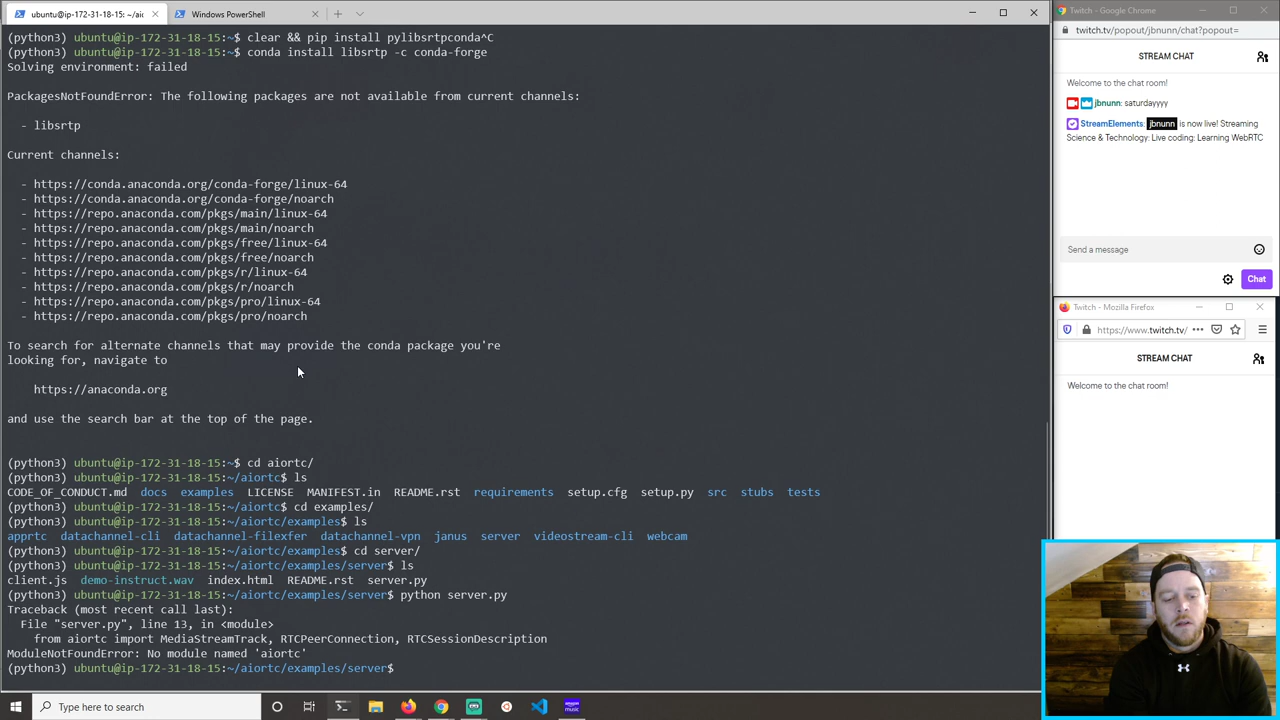 ubuntu@ip-172-31-18-15: ~/aio
Windows PowerShell
(python3) ubuntu@ip-172-31-18-15:~$ clear && pip install pylibsrtpconda^C
(python3) ubuntu@ip-172-31-18-15:~$ conda install libsrtp -c conda-forge
Solving environment: failed
PackagesNotFoundError: The following packages are not available from current channels:
- libsrtp
Current channels:
- https://conda.anaconda.org/conda-forge/linux-64
- https://conda.anaconda.org/conda-forge/noarch
- https://repo.anaconda.com/pkgs/main/linux-64
- https://repo.anaconda.com/pkgs/main/noarch
- https://repo.anaconda.com/pkgs/free/linux-64
- https://repo.anaconda.com/pkgs/free/noarch
- https://repo.anaconda.com/pkgs/r/linux-64
- https://repo.anaconda.com/pkgs/r/noarch
- https://repo.anaconda.com/pkgs/pro/linux-64
- https://repo.anaconda.com/pkgs/pro/noarch
To search for alternate channels that may provide the conda package you're
looking for, navigate to
https://anaconda.org
and use the search bar at the top of the page.
(python3) ubuntu@ip-172-31-18-15:~$ cd aiortc/
(python3) ubuntu@ip-172-31-18-15:~/aiortc$ ls
CODE_OF_CONDUCT.md docs examples LICENSE MANIFEST.in README.rst requirements setup.cfg setup.py src stubs tests
(python3) ubuntu@ip-172-31-18-15:~/aiortc$ cd examples/
(python3) ubuntu@ip-172-31-18-15:~/aiortc/examples$ ls
apprtc datachannel-cli datachannel-filexfer datachannel-vpn janus server videostream-cli webcam
(python3) ubuntu@ip-172-31-18-15:~/aiortc/examples$ cd server/
(python3) ubuntu@ip-172-31-18-15:~/aiortc/examples/server$ ls
client.js demo-instruct.wav index.html README.rst server.py
(python3) ubuntu@ip-172-31-18-15:~/aiortc/examples/server$ python server.py
Traceback (most recent call last):
File "server.py", line 13, in <module>
from aiortc import MediaStreamTrack, RTCPeerConnection, RTCSessionDescription
ModuleNotFoundError: No module named 'aiortc'
(python3) ubuntu@ip-172-31-18-15:~/aiortc/examples/server$
Twitch - Google Chrome
twitch.tv/popout/jbnunn/chat?popout=
STREAM CHAT
Welcome to the chat room!
jbnunn: saturdayyyy
StreamElements: jbnunn is now live! Streaming
Science & Technology: Live coding: Learning WebRTC
Send a message
Chat
Twitch - Mozilla Firefox
https://www.twitch.tv/
STREAM CHAT
Welcome to the chat room!
Type here to search
music